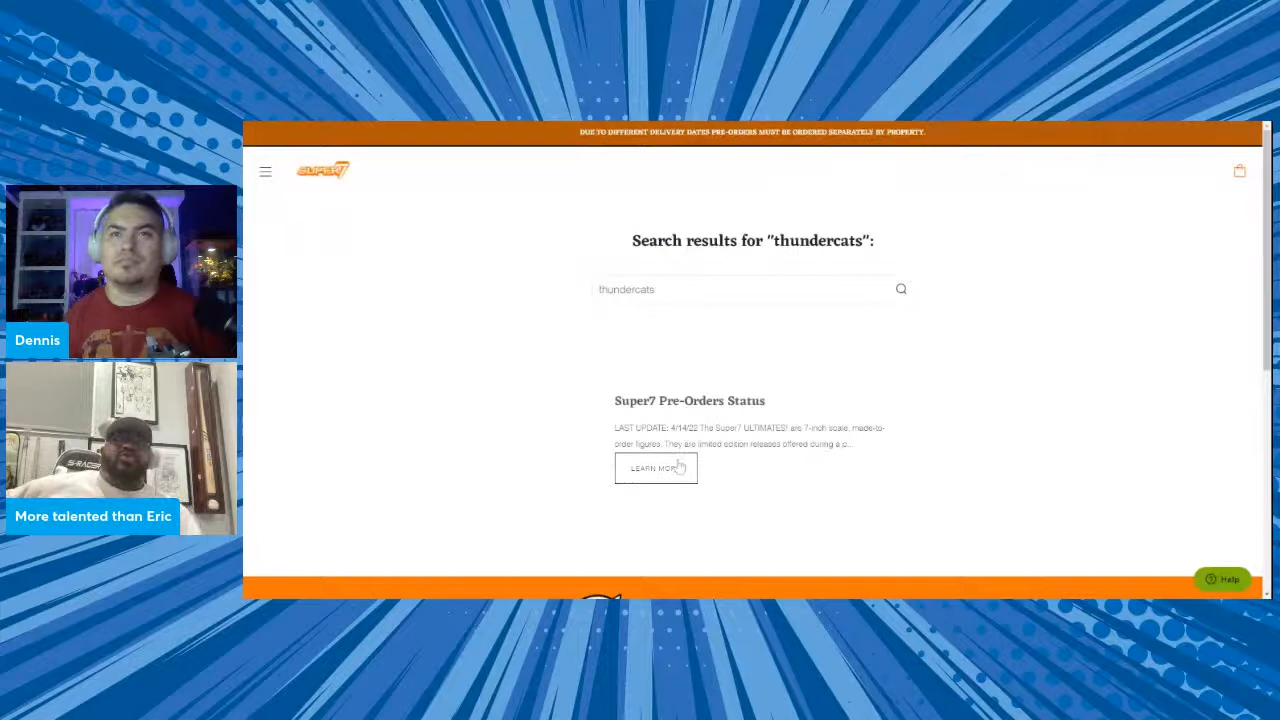 DUE TO DIFFERENT DELIVERY DATES PRE-ORDERS MUST BE ORDERED SEPARATELY BY PROPERTY.
SUPER7
Search results for "thundercats":
thundercats
Super7 Pre-Orders Status
LAST UPDATE: 4/14/22 The Super7 ULTIMATES! are 7-inch scale, made-to-
order figures. They are limited edition releases offered during a p...
LEARN
Help
Dennis
S-RACER
More talented than Eric